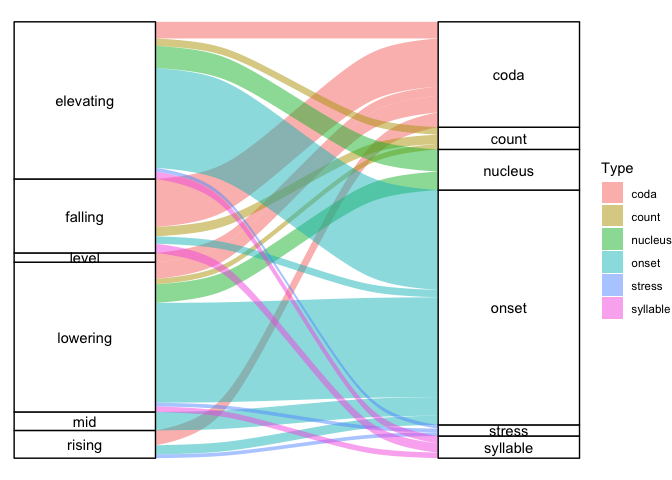 elevating
falling
level
lowering
mid
rising
coda
count
nucleus
onset
stress
syllable
Type
coda
count
nucleus
onset
stress
syllable